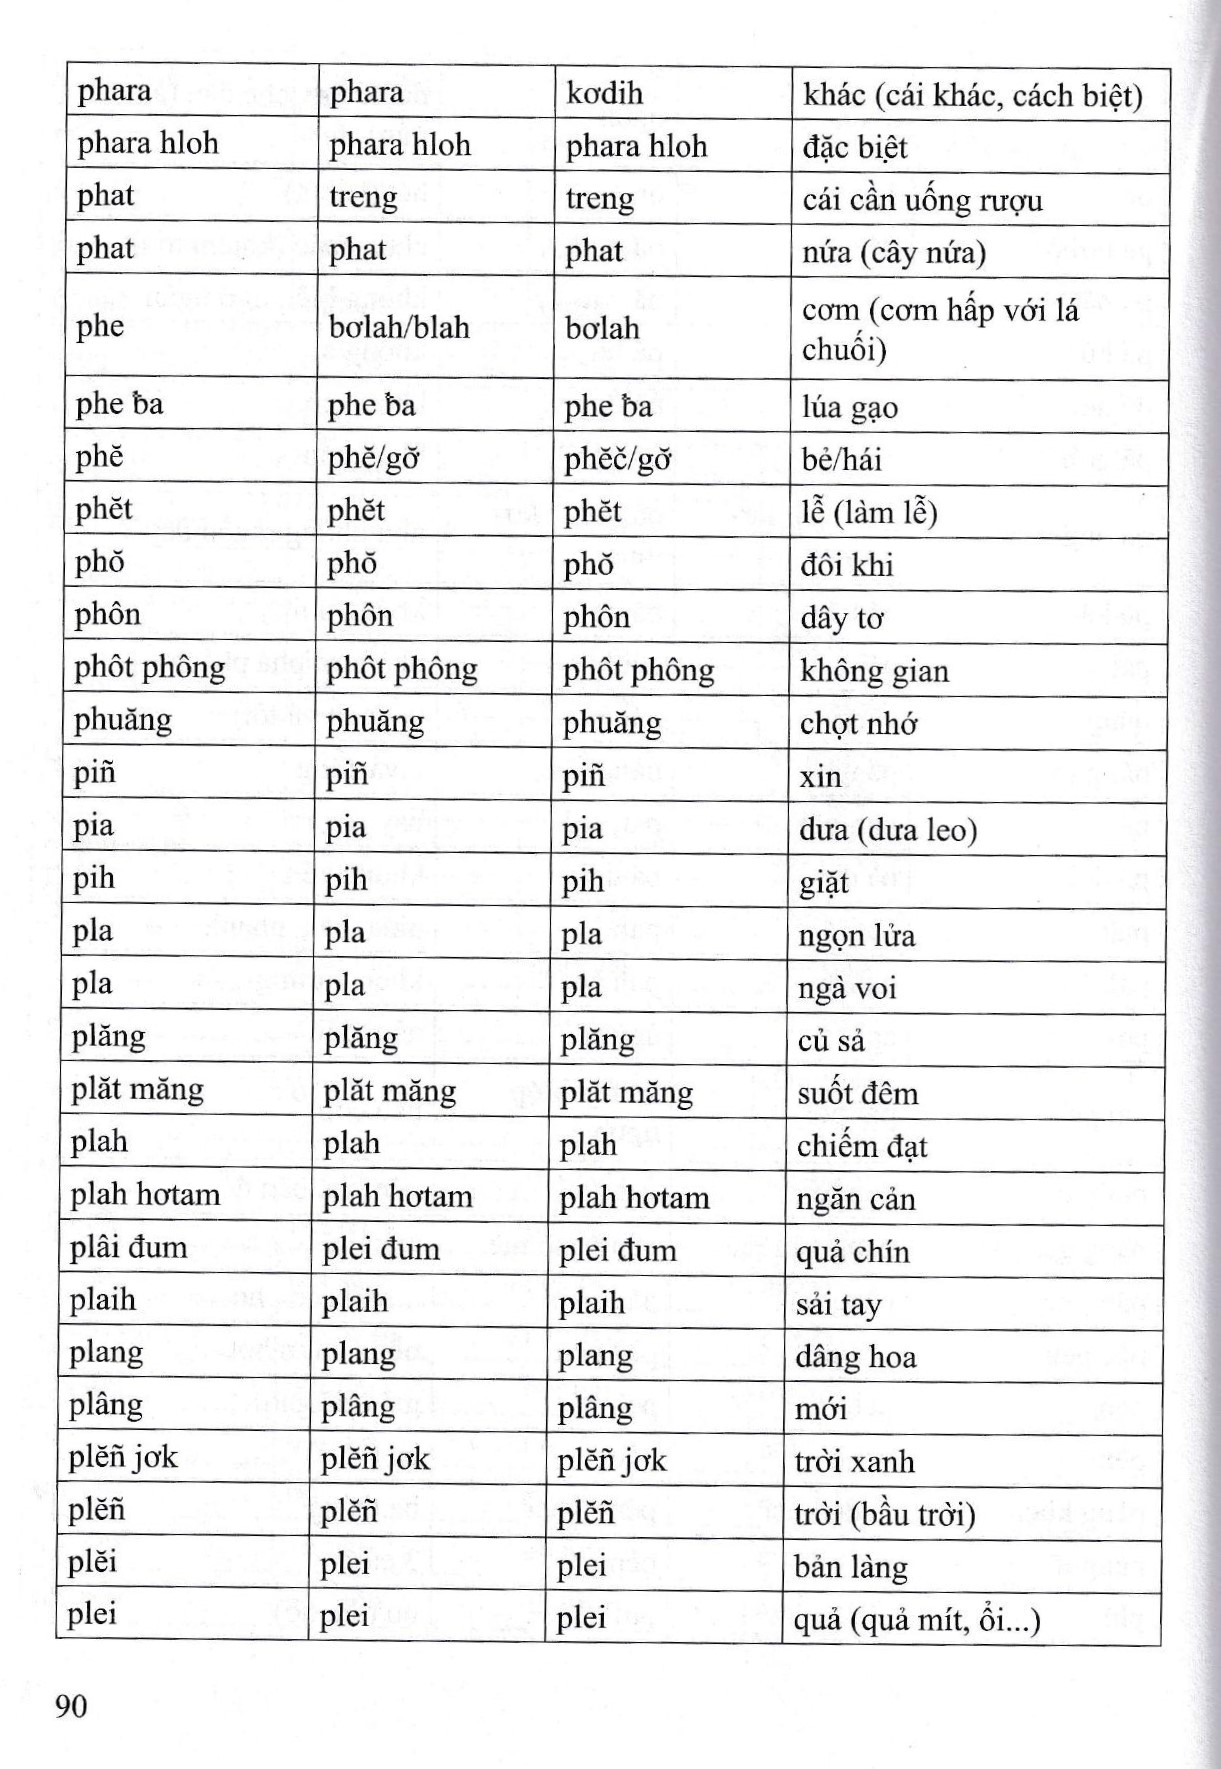 phara phara kơdih khác (cái khác, cách biệt)
phara hloh phara hloh phara hloh đặc biệt
phat treng treng cái cần uống rượu
phat phat phat nứa (cây nứa)
phe bơlah/blah bơlah cơm (cơm hấp với lá
chuối)
phe ƀa phe ƀa phe ƀa lúa gạo
phĕ phĕ/gơ̆ phĕč/gơ̆ bẻ/hái
phĕt phĕt phĕt lễ (làm lễ)
phŏ phŏ phŏ đôi khi
phôn phôn phôn dây tơ
phôt phông phôt phông phôt phông không gian
phuăng phuăng phuăng chợt nhớ
piñ piñ piñ xin
pia pia pia dưa (dưa leo)
pih pih pih giặt
pla pla pla ngọn lửa
pla pla pla ngà voi
plăng plăng plăng củ sả
plăt măng plăt măng plăt măng suốt đêm
plah plah plah chiếm đạt
plah hơtam plah hơtam plah hơtam ngăn cản
plâi đum plei đum plei đum quả chín
plaih plaih plaih sải tay
plang plang plang dâng hoa
plâng plâng plâng mới
plĕñ jơk plĕñ jơk plĕñ jơk trời xanh
plĕñ plĕñ plĕñ trời (bầu trời)
plĕi plei plei bản làng
plei plei plei quả (quả mít, ổi...)
90